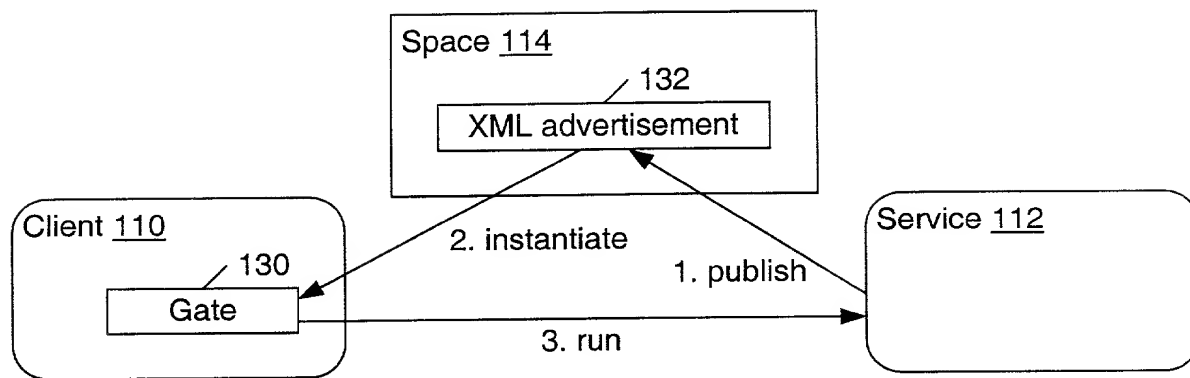 Space 114
132
XML advertisement
Client 110
2. instantiate
Service 112
130
1. publish
Gate
3. run